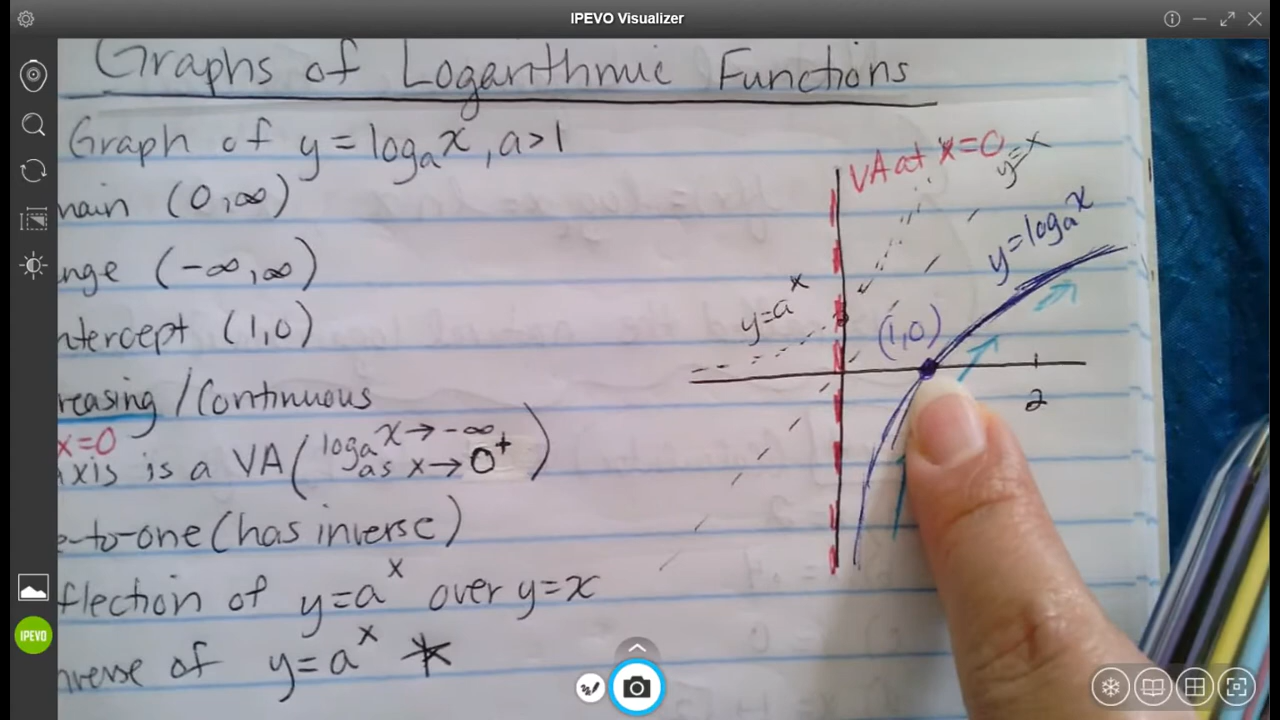 IPEVO Visualizer
Graphs of Logarithmic Functions
Graph of y = logₐx, a>1
main (0,∞)
nge (-∞,∞)
ntercept (1,0)
reasing / Continuous
x=0
axis is a VA (logₐx → -∞
as x → 0⁺)
e-to-one (has inverse)
flection of y=aˣ over y=x
nverse of y=aˣ *
VA at x=0
y=x
y=logₐx
y=aˣ
(1,0)
2
IPEVO